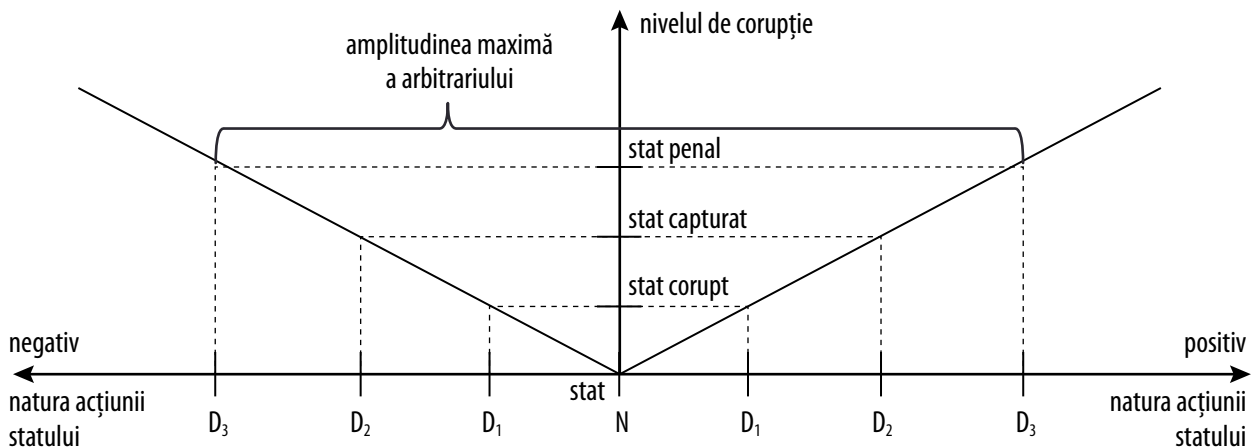 nivelul de corupție
amplitudinea maximă
a arbitrariului
stat penal
stat capturat
stat corupt
negativ
pozitiv
stat
natura acțiunii
statului
natura acțiunii
statului
D₃ D₂ D₁ N D₁ D₂ D₃